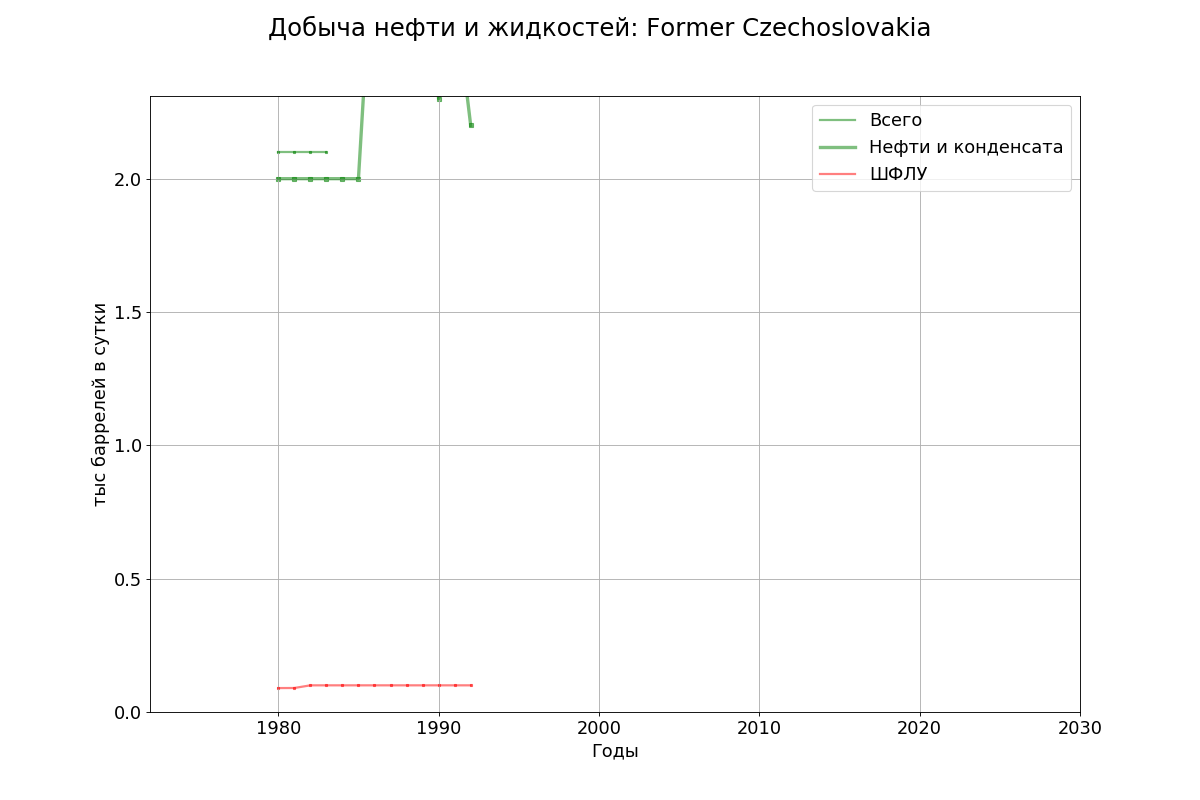 Добыча нефти и жидкостей: Former Czechoslovakia
Всего
Нефти и конденсата
ШФЛУ
тыс баррелей в сутки
2.0
1.5
1.0
0.5
0.0
1980
1990
2000
2010
2020
2030
Годы